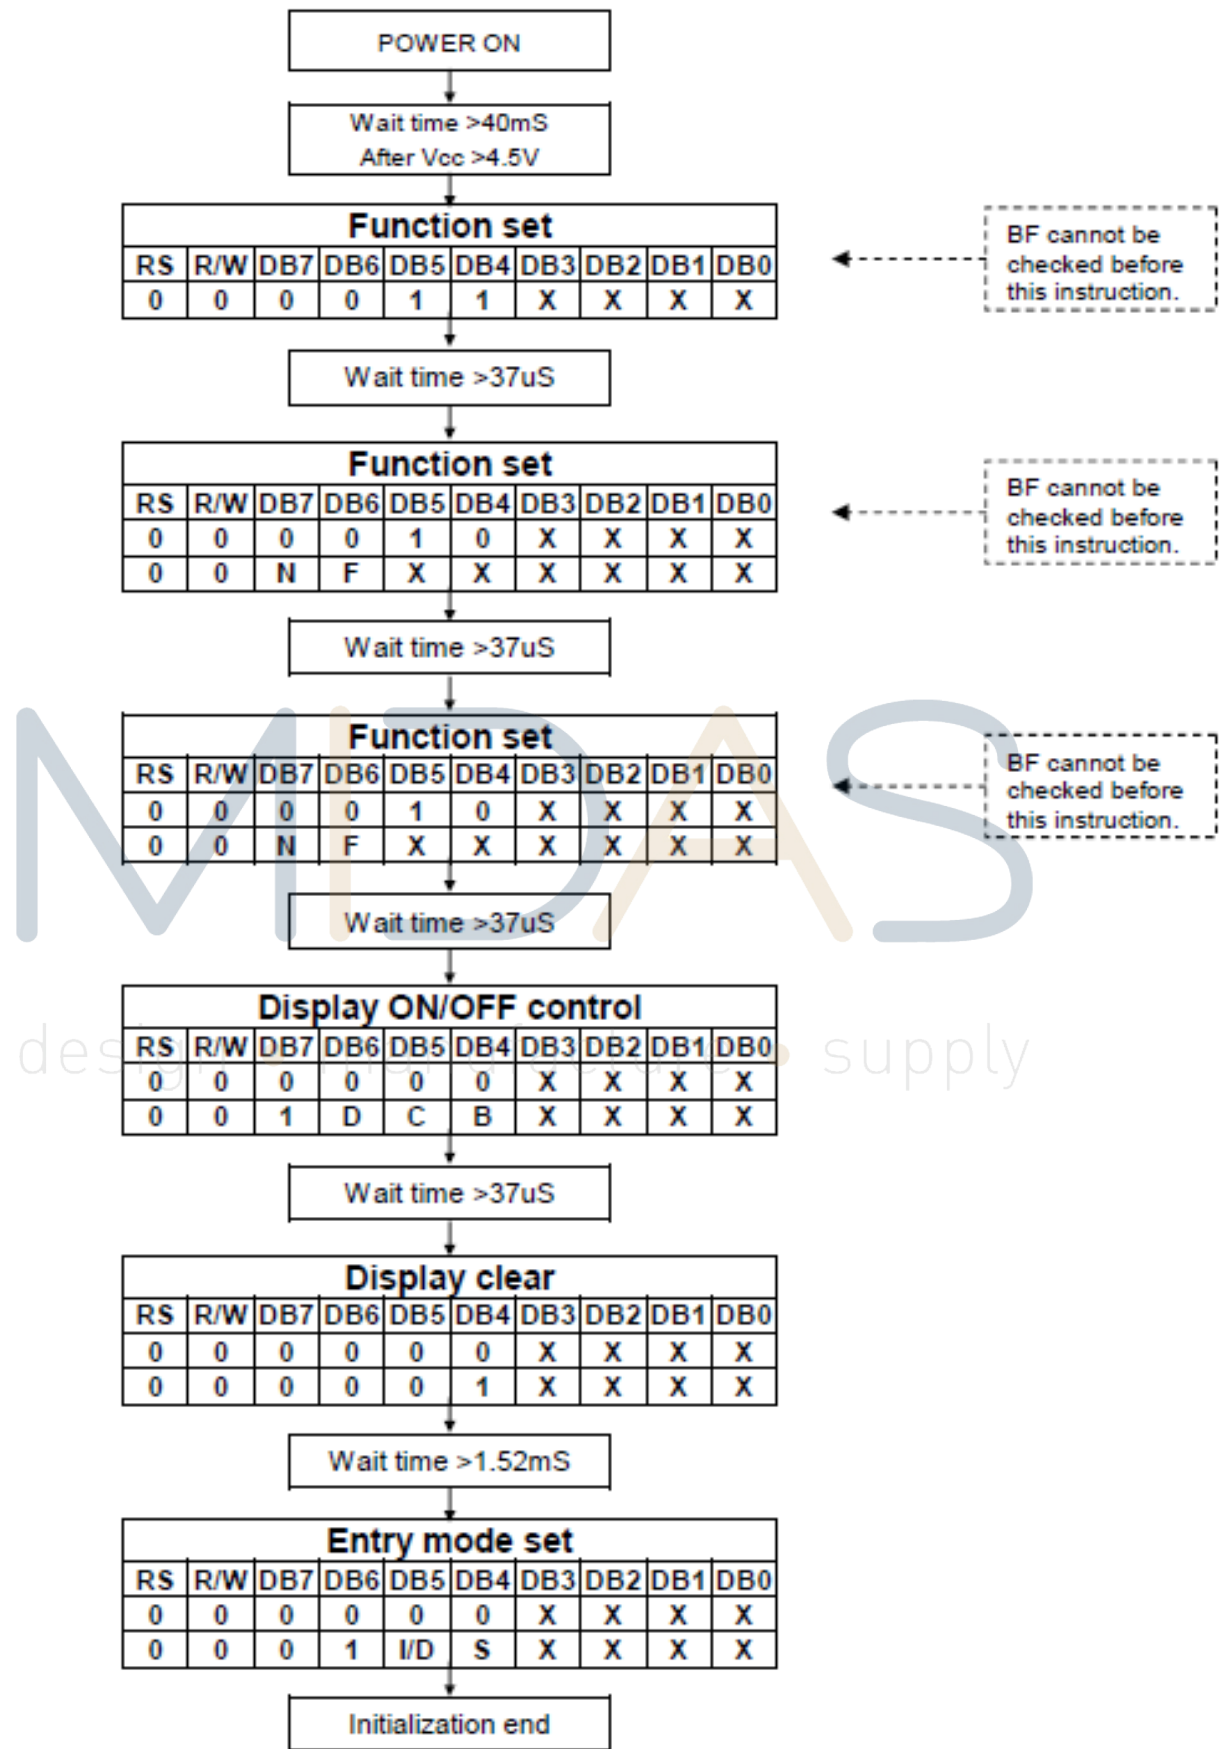 POWER ON
Wait time >40mS
After Vcc >4.5V
Function set
RS R/W DB7 DB6 DB5 DB4 DB3 DB2 DB1 DB0
0 0 0 0 1 1 X X X X
BF cannot be
checked before
this instruction.
Wait time >37uS
Function set
RS R/W DB7 DB6 DB5 DB4 DB3 DB2 DB1 DB0
0 0 0 0 1 0 X X X X
0 0 N F X X X X X X
BF cannot be
checked before
this instruction.
Wait time >37uS
Function set
RS R/W DB7 DB6 DB5 DB4 DB3 DB2 DB1 DB0
0 0 0 0 1 0 X X X X
0 0 N F X X X X X X
BF cannot be
checked before
this instruction.
MIDAS
Wait time >37uS
Display ON/OFF control
RS R/W DB7 DB6 DB5 DB4 DB3 DB2 DB1 DB0
design • manufacture • supply
0 0 0 0 0 0 X X X X
0 0 1 D C B X X X X
Wait time >37uS
Display clear
RS R/W DB7 DB6 DB5 DB4 DB3 DB2 DB1 DB0
0 0 0 0 0 0 X X X X
0 0 0 0 0 1 X X X X
Wait time >1.52mS
Entry mode set
RS R/W DB7 DB6 DB5 DB4 DB3 DB2 DB1 DB0
0 0 0 0 0 0 X X X X
0 0 0 1 I/D S X X X X
Initialization end